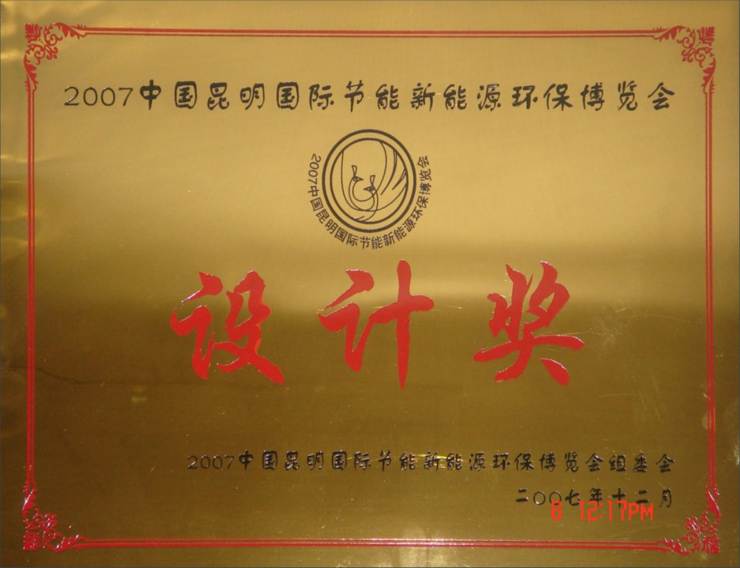 2007中国昆明国际节能新能源环保博览会
2007中国昆明国际节能新能源环保博览会
设计奖
2007中国昆明国际节能新能源环保博览会组委会
二00七年十二月
8 12:17PM